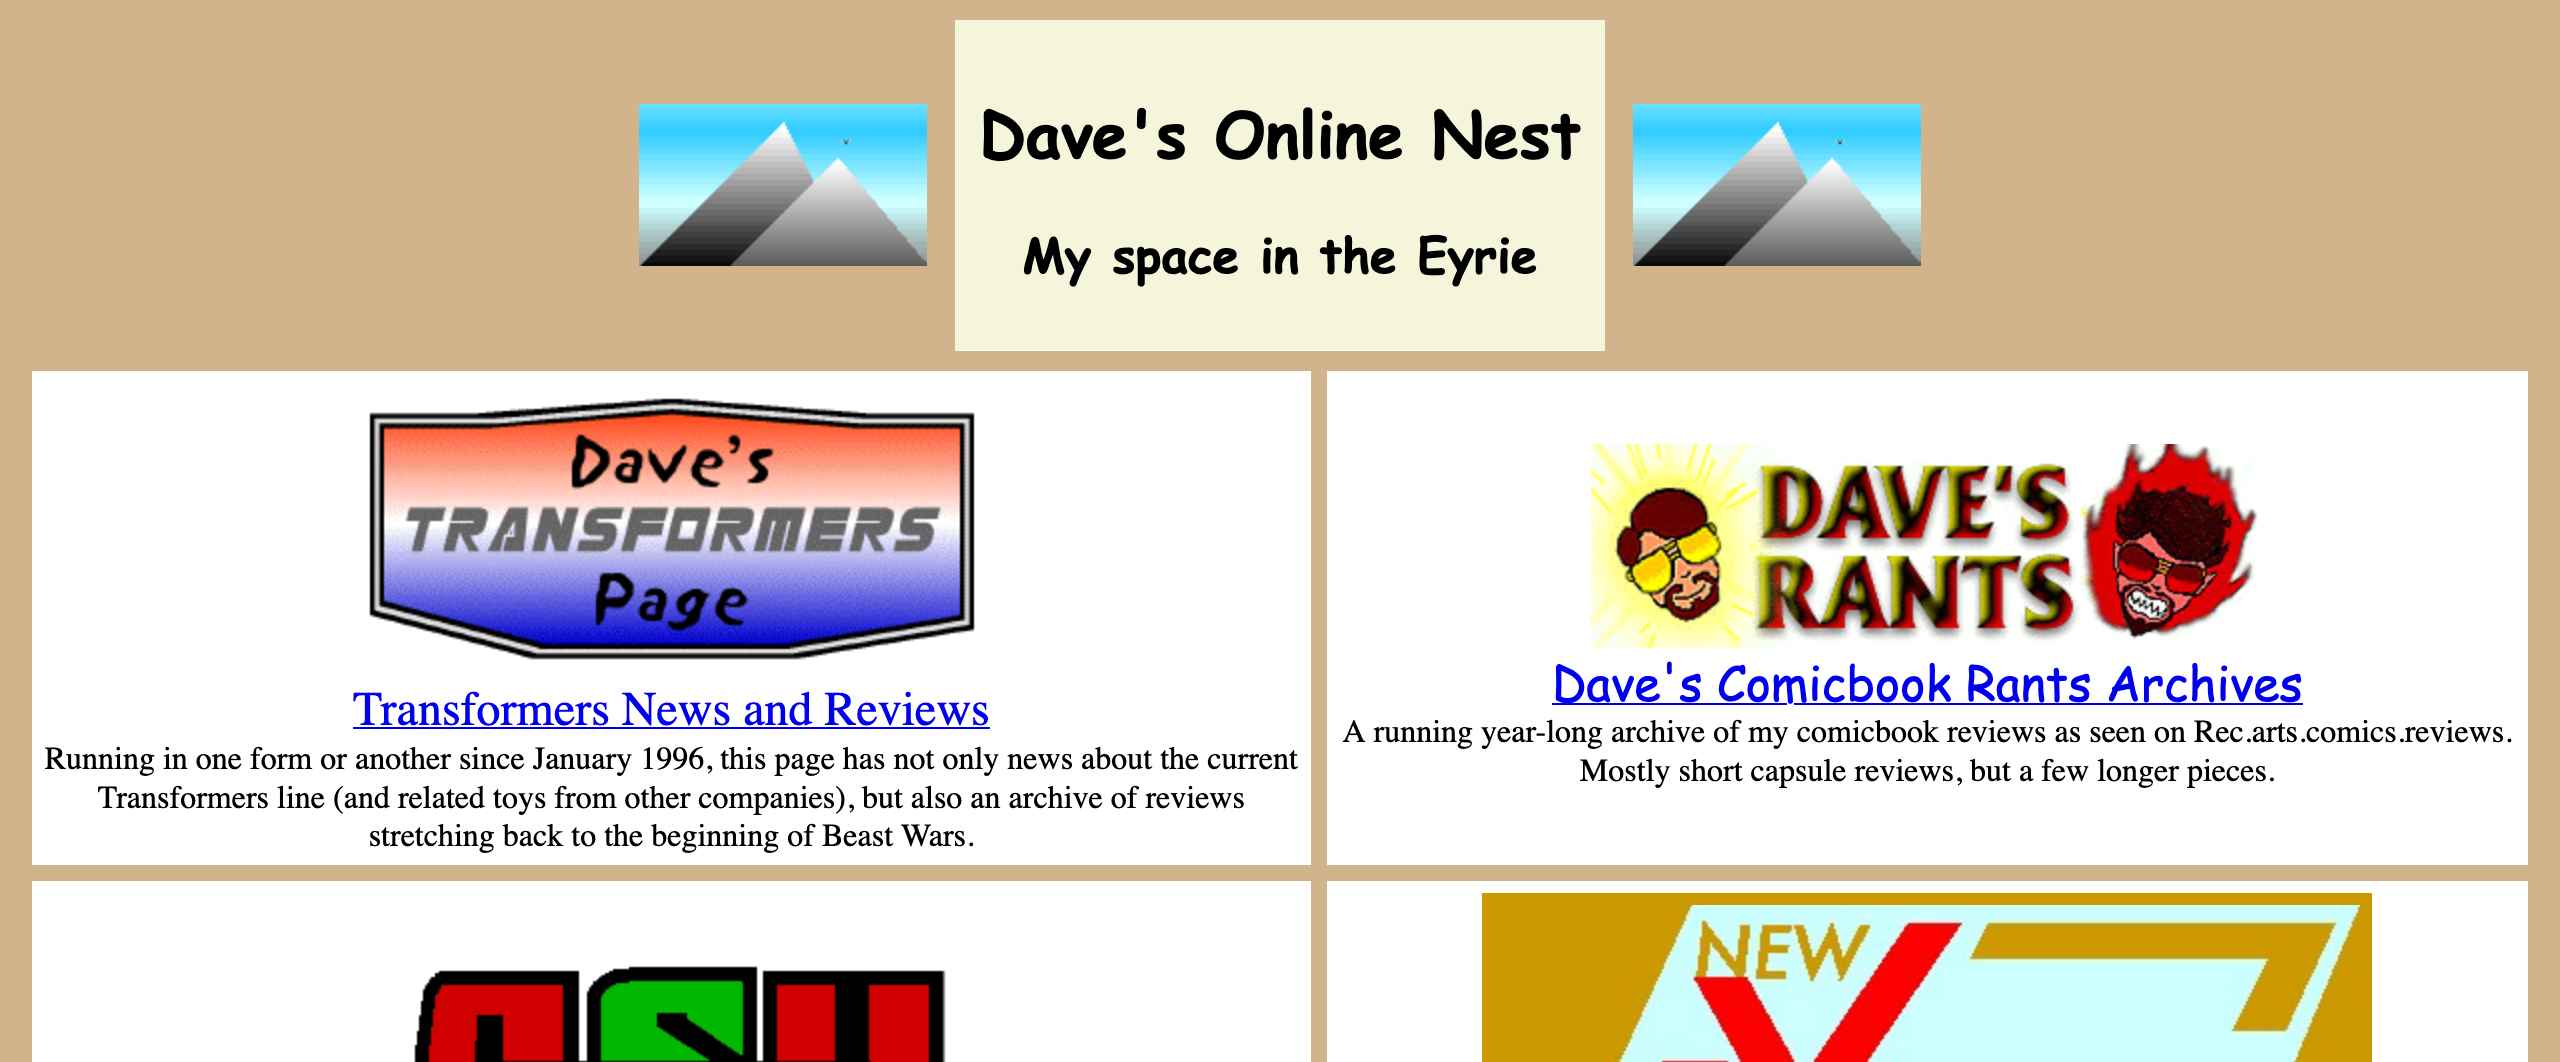 Dave's Online Nest
My space in the Eyrie
Dave's
TRANSFORMERS
Page
Transformers News and Reviews
Running in one form or another since January 1996, this page has not only news about the current
Transformers line (and related toys from other companies), but also an archive of reviews
stretching back to the beginning of Beast Wars.
DAVE'S
RANTS
Dave's Comicbook Rants Archives
A running year-long archive of my comicbook reviews as seen on Rec.arts.comics.reviews.
Mostly short capsule reviews, but a few longer pieces.
NEW